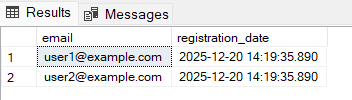 Results Messages
email registration_date
1 user1@example.com 2025-12-20 14:19:35.890
2 user2@example.com 2025-12-20 14:19:35.890